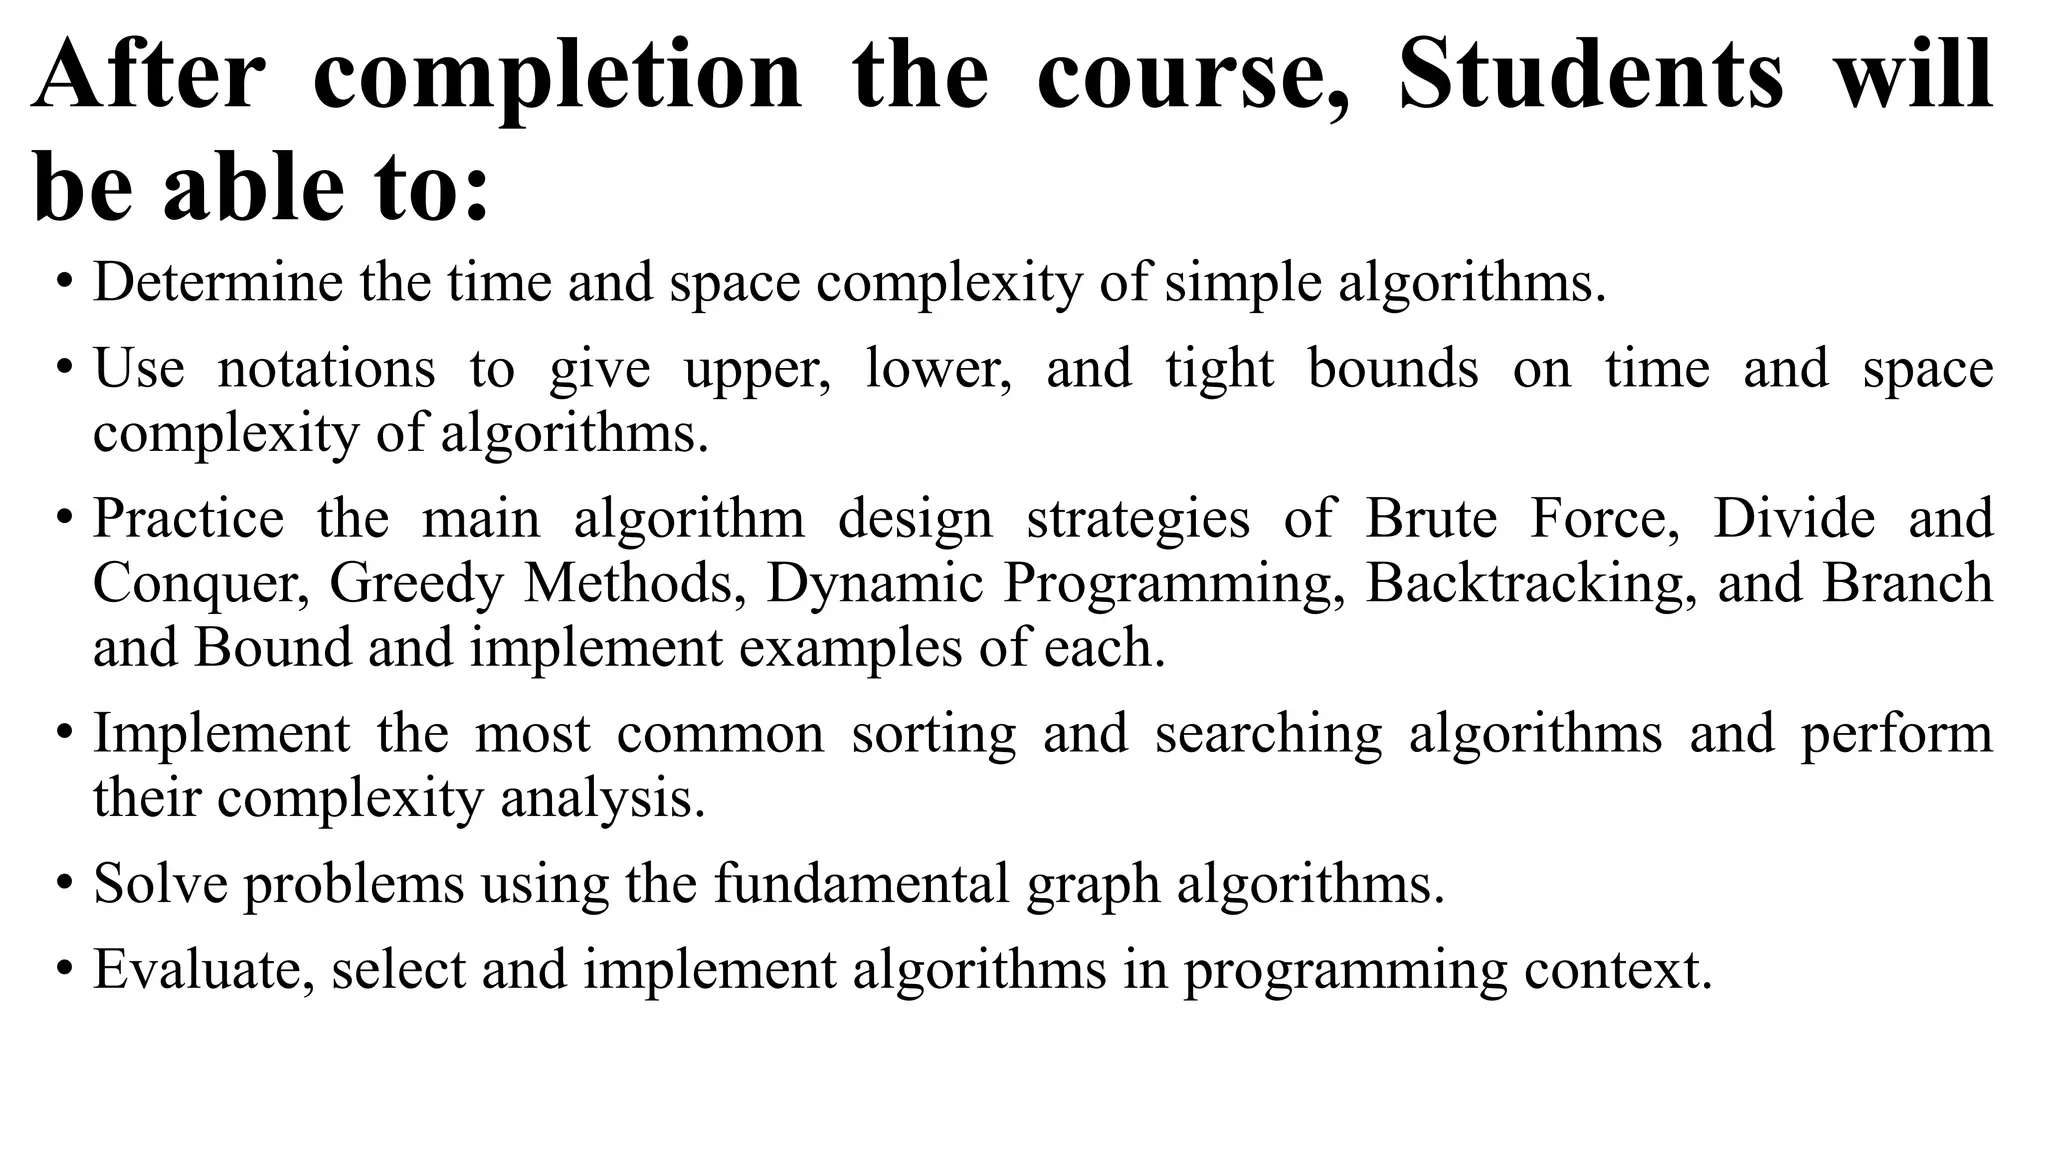 After completion the course, Students will
be able to:
• Determine the time and space complexity of simple algorithms.
• Use notations to give upper, lower, and tight bounds on time and space
complexity of algorithms.
• Practice the main algorithm design strategies of Brute Force, Divide and
Conquer, Greedy Methods, Dynamic Programming, Backtracking, and Branch
and Bound and implement examples of each.
• Implement the most common sorting and searching algorithms and perform
their complexity analysis.
• Solve problems using the fundamental graph algorithms.
• Evaluate, select and implement algorithms in programming context.